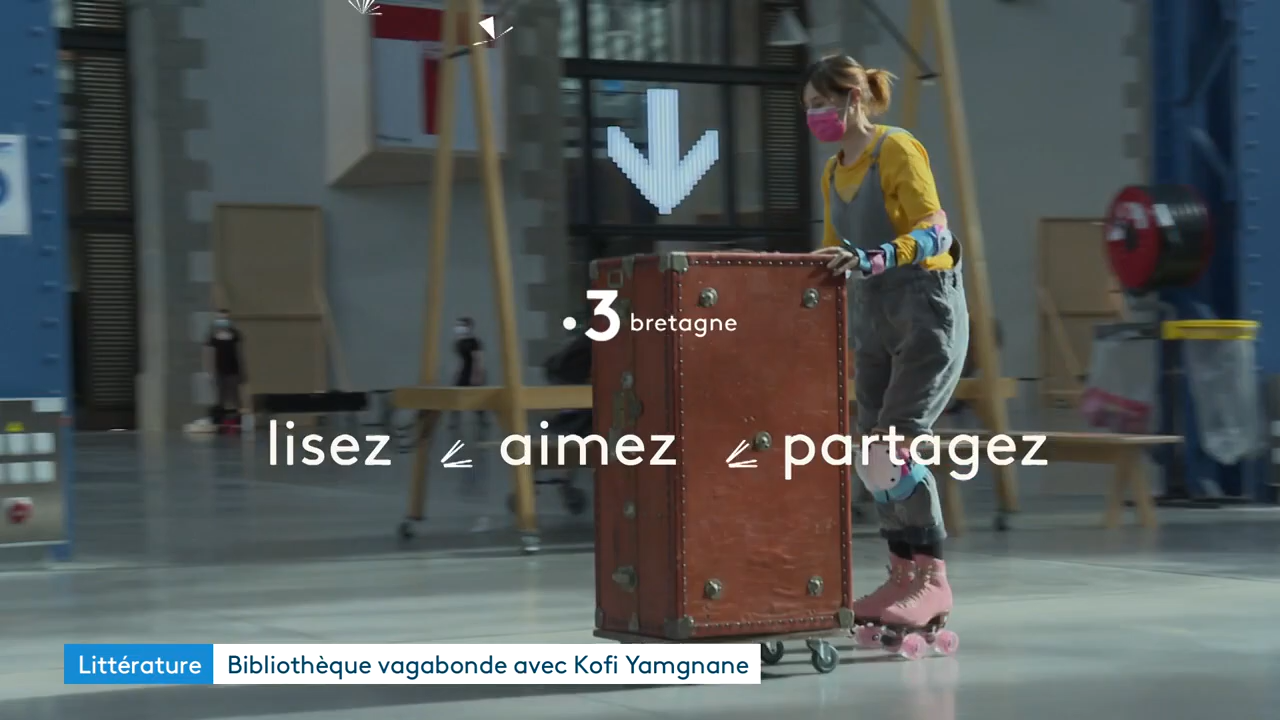 3 bretagne
lisez aimez partagez
Littérature Bibliothèque vagabonde avec Kofi Yamgnane